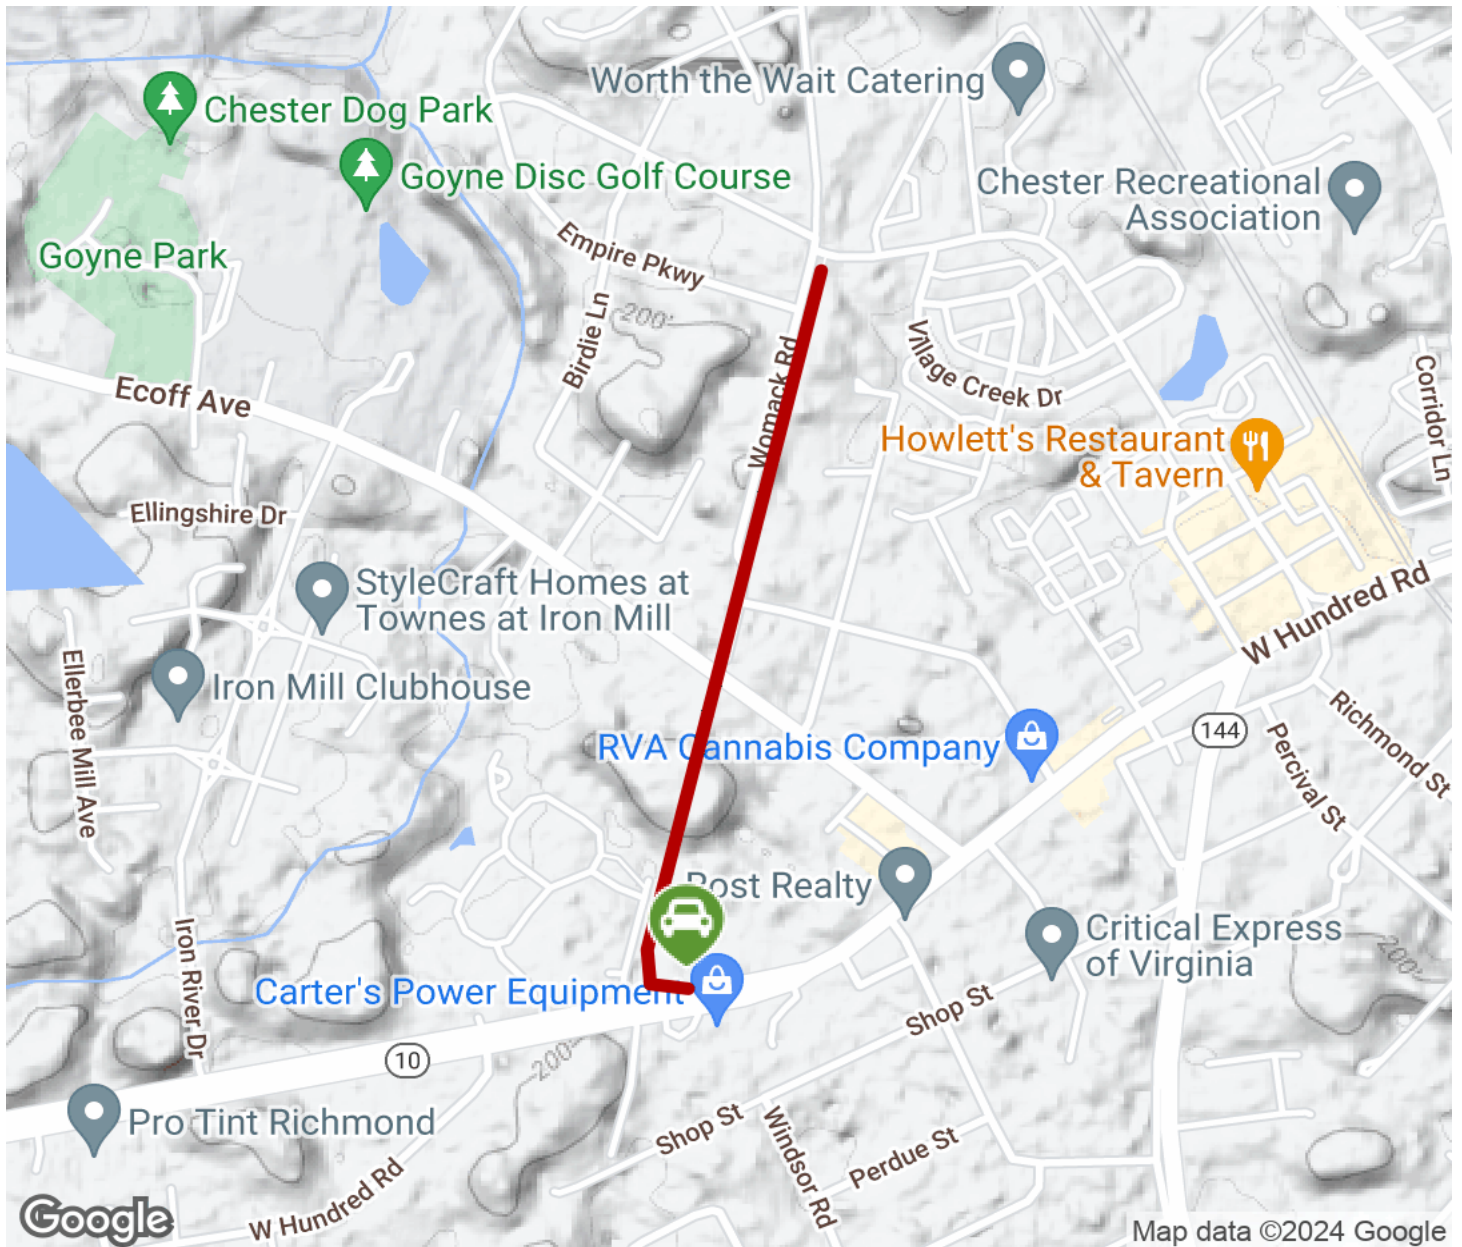 Worth the Wait Catering
Chester Dog Park
Goyne Disc Golf Course
Chester Recreational
Association
Goyne Park
Empire Pkwy
200'
Birdie Ln
Womack Rd
Village Creek Dr
Corridor Ln
Ecoff Ave
Howlett's Restaurant
& Tavern
Ellingshire Dr
StyleCraft Homes at
Townes at Iron Mill
W Hundred Rd
Iron Mill Clubhouse
Ellerbee Mill Ave
RVA Cannabis Company
144
Richmond St
Percival St
Post Realty
Critical Express
of Virginia
200'
Iron River Dr
Carter's Power Equipment
Shop St
10
200'
Pro Tint Richmond
Shop St
Windsor Rd
Perdue St
W Hundred Rd
Google
Map data ©2024 Google